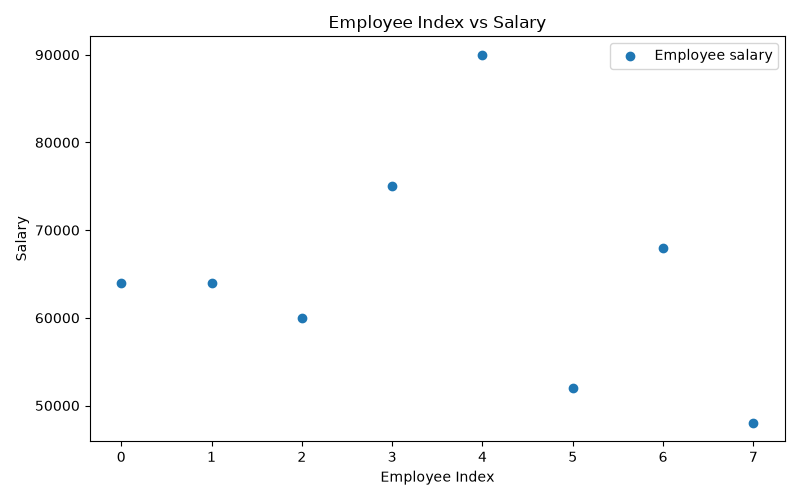 Employee Index vs Salary
Employee salary
90000
80000
70000
60000
50000
Salary
0 1 2 3 4 5 6 7
Employee Index